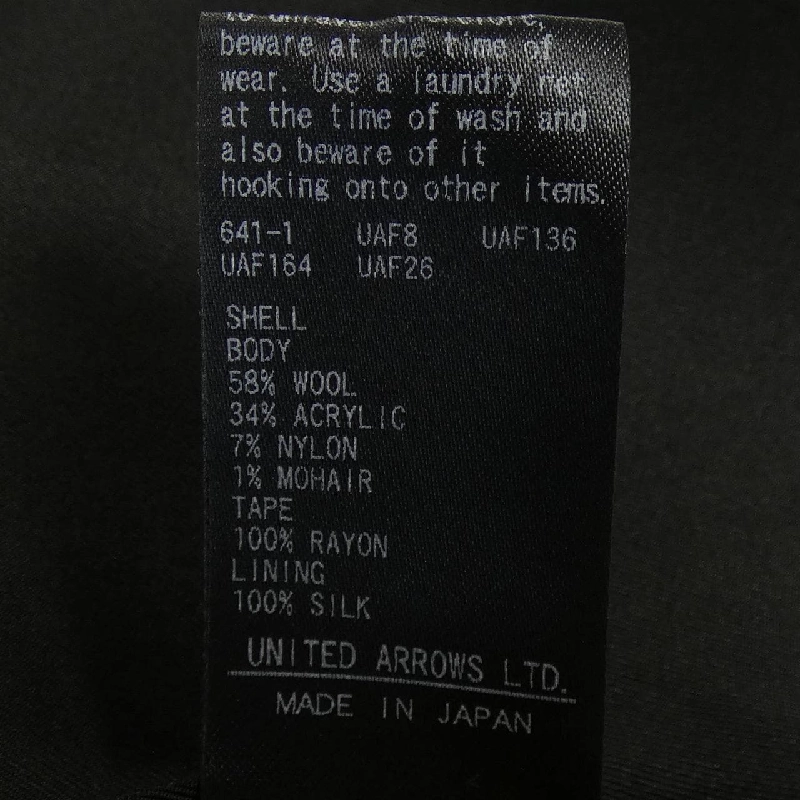 beware at the time of
wear. Use a laundry net
at the time of wash and
also beware of it
hooking onto other items.
641-1 UAF8 UAF136
UAF164 UAF26
SHELL
BODY
58% WOOL
34% ACRYLIC
7% NYLON
1% MOHAIR
TAPE
100% RAYON
LINING
100% SILK
UNITED ARROWS LTD.
MADE IN JAPAN